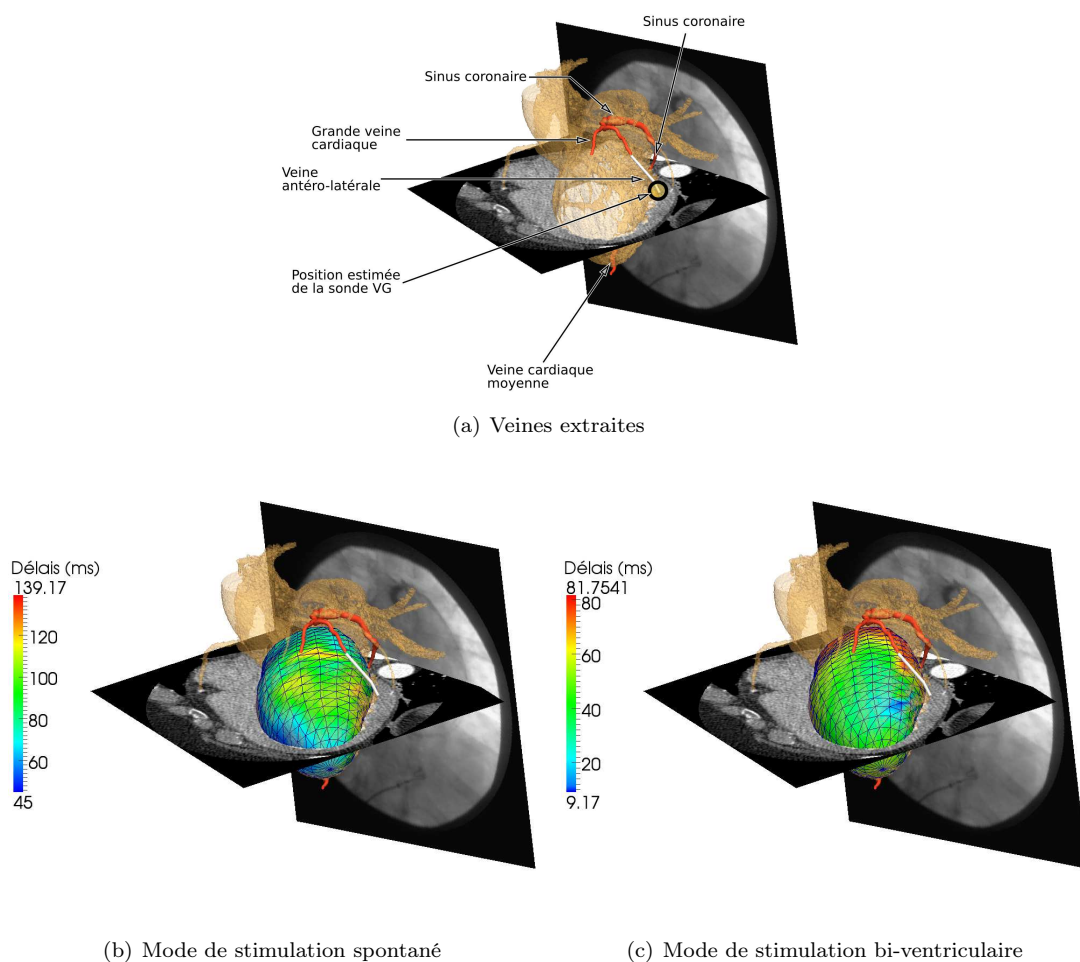 Sinus coronaire
Sinus coronaire
Grande veine
cardiaque
Veine
antéro-latérale
Position estimée
de la sonde VG
Veine cardiaque
moyenne
(a) Veines extraites
Délais (ms)
139.17
120
100
80
60
45
Délais (ms)
81.7541
80
60
40
20
9.17
(b) Mode de stimulation spontané
(c) Mode de stimulation bi-ventriculaire